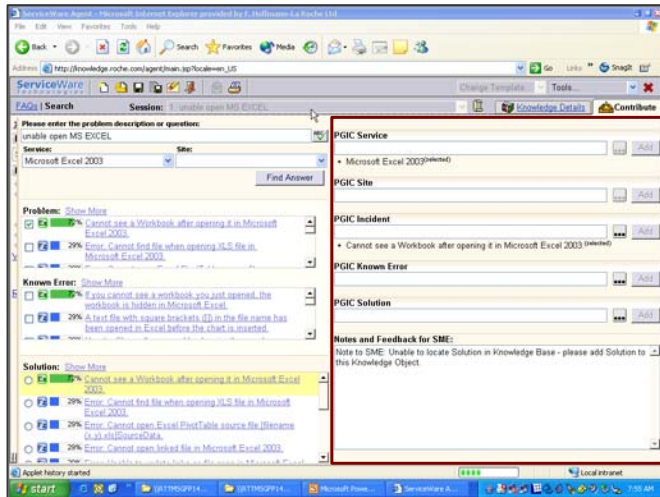 ServiceWare Agent - Microsoft Internet Explorer provided by F. Hoffmann-La Roche Ltd
File Edit View Favorites Tools Help
Back Search Favorites Media
Address http://knowledge.roche.com/agent/main.jsp?locale=en_US Go Links SnagIt
ServiceWare Change Template Tools...
TECHNOLOGIES
FAQs | Search Session: 1. unable open MS EXCEL Knowledge Details Contribute
Please enter the problem description or question:
unable open MS EXCEL
Service: Site:
Microsoft Excel 2003
Find Answer
Problem: Show More
Cannot see a Workbook after opening it in Microsoft
Excel 2003.
29% Error. Cannot find file when opening XLS file in
Microsoft Excel 2003.
Known Error: Show More
If you cannot see a workbook you just opened, the
workbook is hidden in Microsoft Excel.
29% A text file with square brackets ([]) in the file name has
been opened in Excel before the chart is inserted.
Solution: Show More
Cannot see a Workbook after opening it in Microsoft Excel
2003.
29% Error. Cannot find file when opening XLS file in Microsoft
Excel 2003.
29% Error. Cannot open Excel PivotTable source file [filename
(x,y).xls]SourceData.
29% Error. Cannot open linked file in Microsoft Excel 2003.
PGIC Service
Add
• Microsoft Excel 2003 (selected)
PGIC Site
Add
PGIC Incident
Add
• Cannot see a Workbook after opening it in Microsoft Excel 2003. (selected)
PGIC Known Error
Add
PGIC Solution
Add
Notes and Feedback for SME:
Note to SME: Unable to locate Solution in Knowledge Base - please add Solution to
this Knowledge Object.
Applet history started Local intranet
start \\RTTMSGPP14... \\RTTMSGPP14... Microsoft Powe... ServiceWare A... 7:55 AM